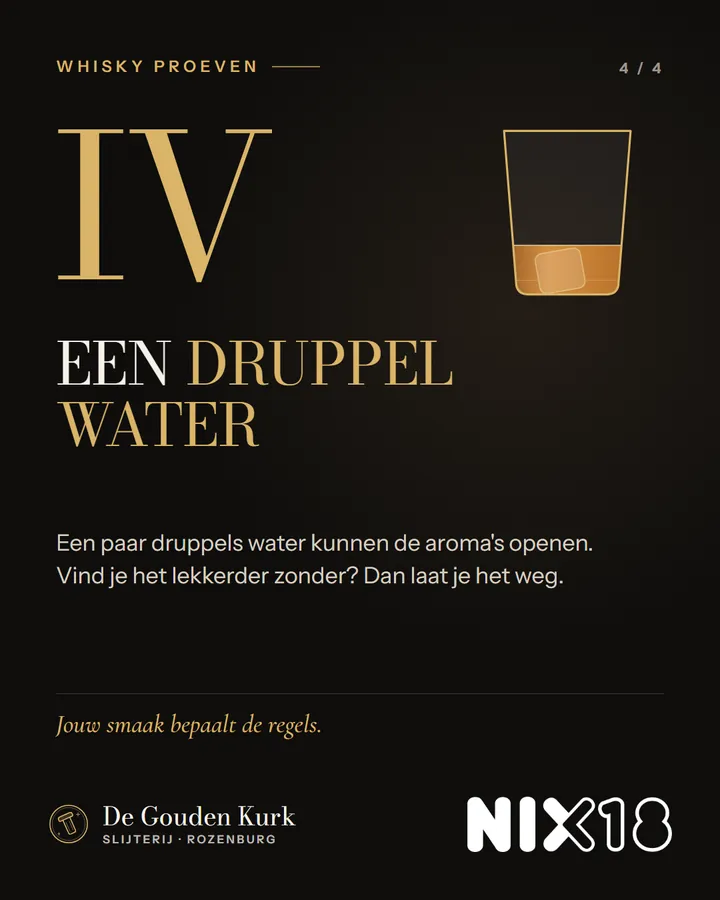 WHISKY PROEVEN
4 / 4
IV
EEN DRUPPEL
WATER
Een paar druppels water kunnen de aroma's openen.
Vind je het lekkerder zonder? Dan laat je het weg.
Jouw smaak bepaalt de regels.
De Gouden Kurk
SLIJTERIJ · ROZENBURG
NIX18